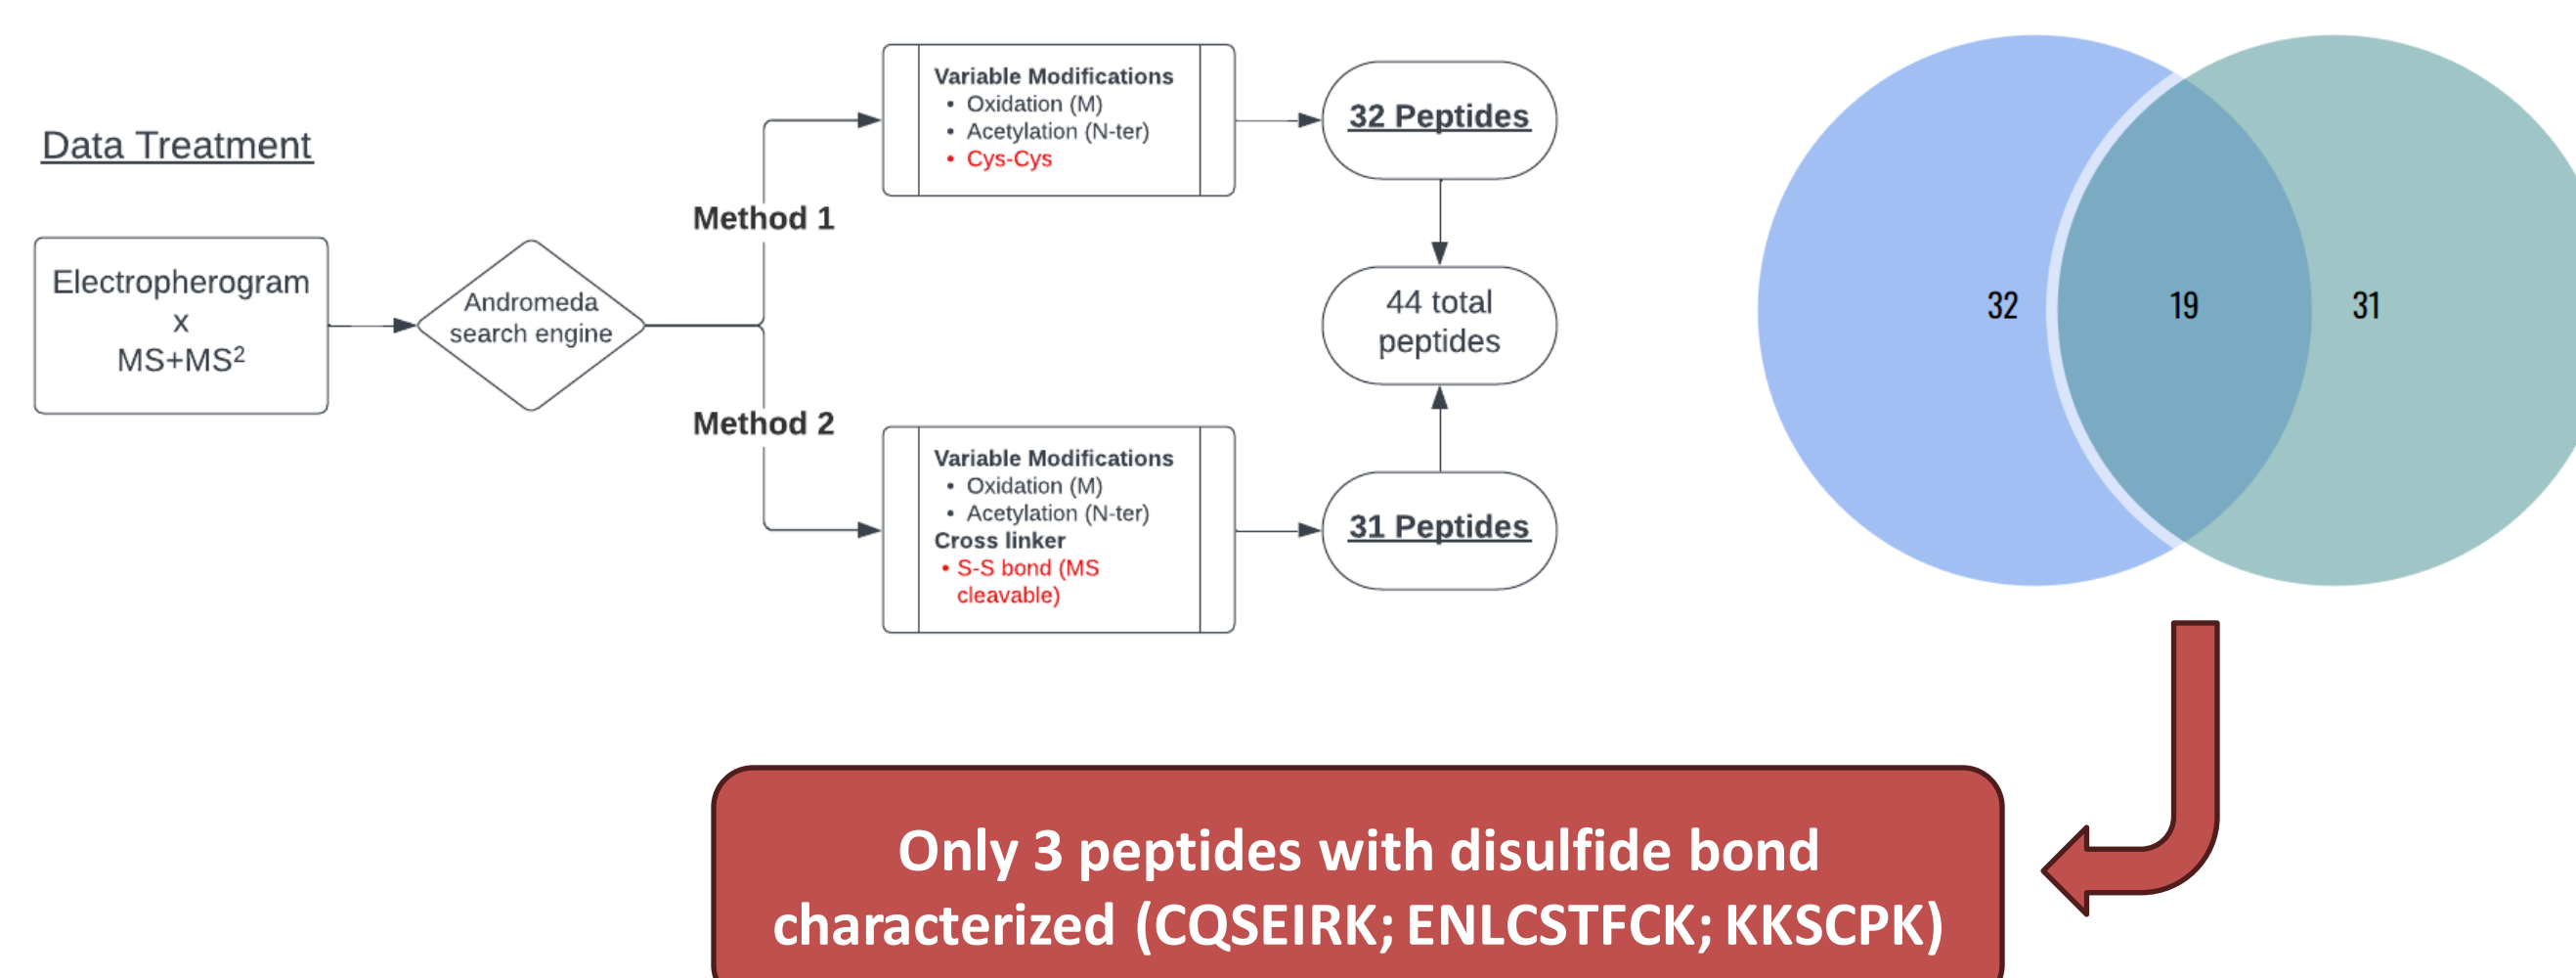 Data Treatment
Electropherogram
x
MS+MS²
Andromeda
search engine
Method 1
Variable Modifications
• Oxidation (M)
• Acetylation (N-ter)
• Cys-Cys
32 Peptides
44 total
peptides
Method 2
Variable Modifications
• Oxidation (M)
• Acetylation (N-ter)
Cross linker
• S-S bond (MS
cleavable)
31 Peptides
32
19
31
Only 3 peptides with disulfide bond
characterized (CQSEIRK; ENLCSTFCK; KKSCPK)